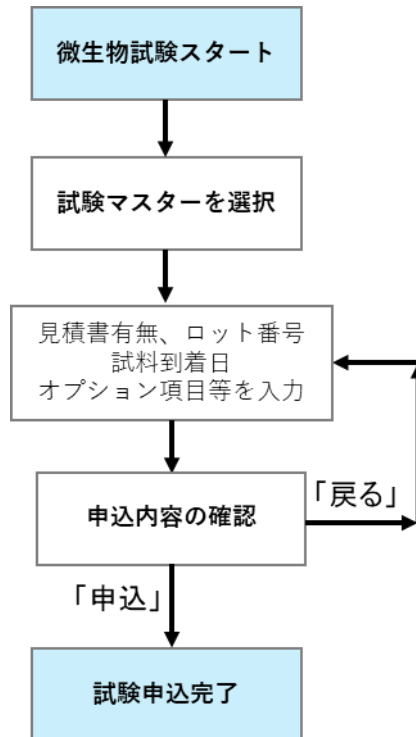 微生物試験スタート
試験マスターを選択
見積書有無、ロット番号
試料到着日
オプション項目等を入力
申込内容の確認
「戻る」
「申込」
試験申込完了